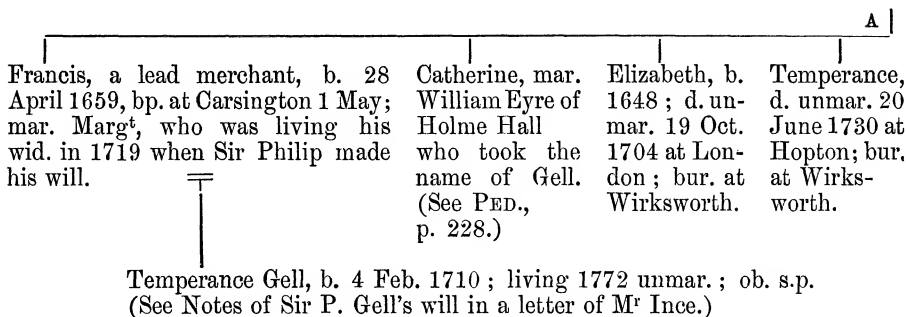 A
Francis, a lead merchant, b. 28
April 1659, bp. at Carsington 1 May;
mar. Margᵗ, who was living his
wid. in 1719 when Sir Philip made
his will.
Catherine, mar.
William Eyre of
Holme Hall
who took the
name of Gell.
(See PED.,
p. 228.)
Elizabeth, b.
1648 ; d. un-
mar. 19 Oct.
1704 at Lon-
don ; bur. at
Wirksworth.
Temperance,
d. unmar. 20
June 1730 at
Hopton; bur.
at Wirks-
worth.
Temperance Gell, b. 4 Feb. 1710 ; living 1772 unmar. ; ob. s.p.
(See Notes of Sir P. Gell's will in a letter of Mʳ Ince.)